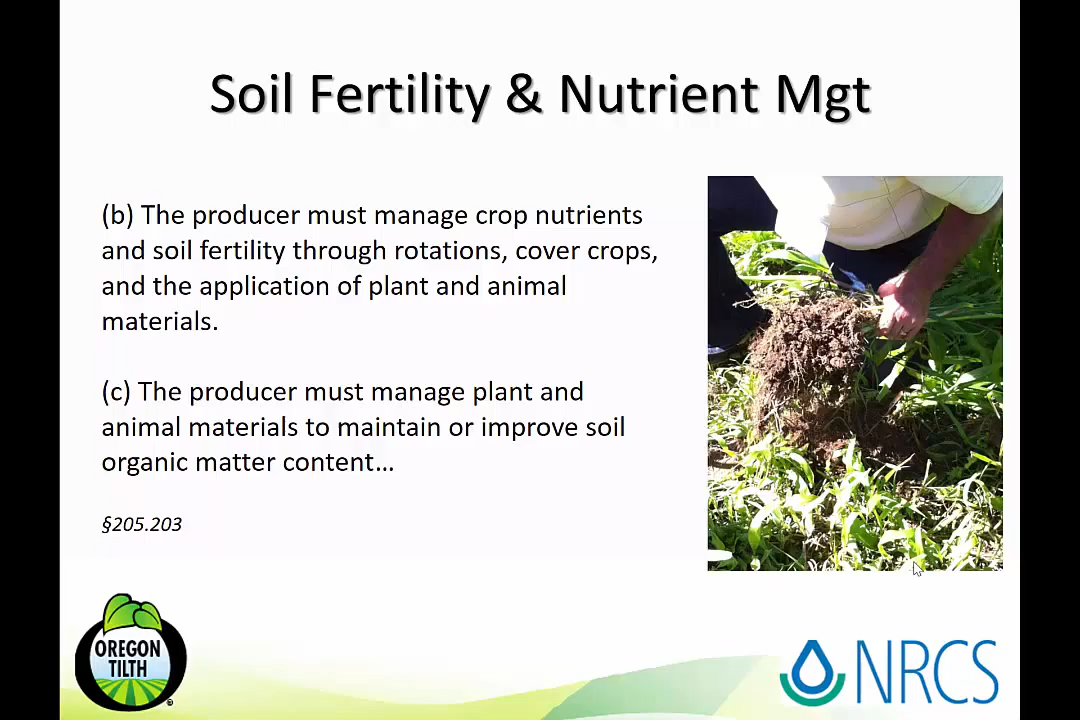 Soil Fertility & Nutrient Mgt
(b) The producer must manage crop nutrients
and soil fertility through rotations, cover crops,
and the application of plant and animal
materials.
(c) The producer must manage plant and
animal materials to maintain or improve soil
organic matter content...
§205.203
OREGON
TILTH
®
NRCS